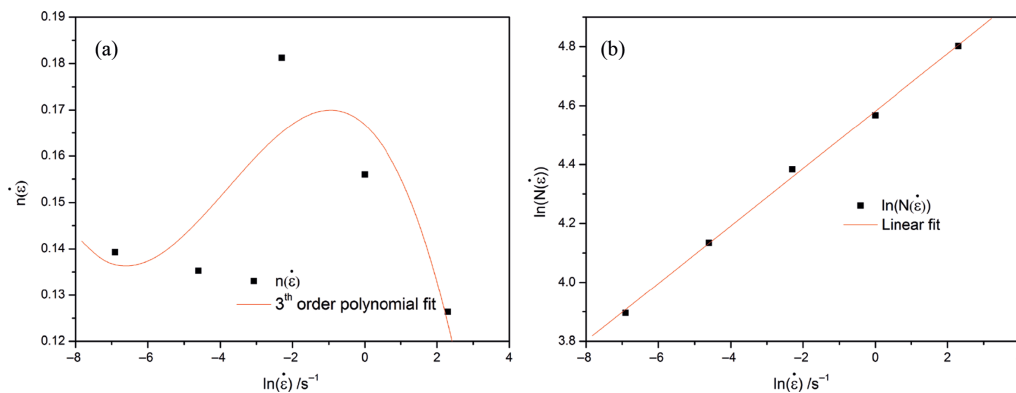 (a)
0.19
0.18
0.17
0.16
0.15
0.14
0.13
0.12
n(ε̇)
−8 −6 −4 −2 0 2 4
ln(ε̇) /s⁻¹
n(ε̇)
3ᵗʰ order polynomial fit
(b)
4.8
4.4
4.2
4.0
3.8
ln(N(ε̇))
−8 −6 −4 −2 0 2
ln(ε̇) /s⁻¹
ln(N(ε̇))
Linear fit